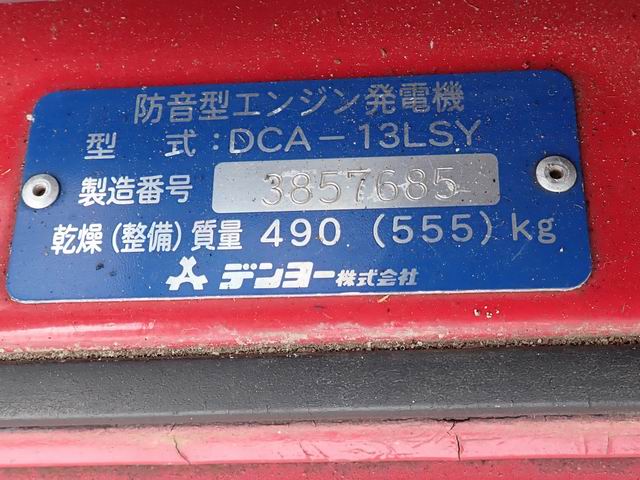 防音型エンジン発電機
型 式：DCA－13LSY
製造番号 3857685
乾燥（整備）質量 490（555）kg
デンヨー株式会社